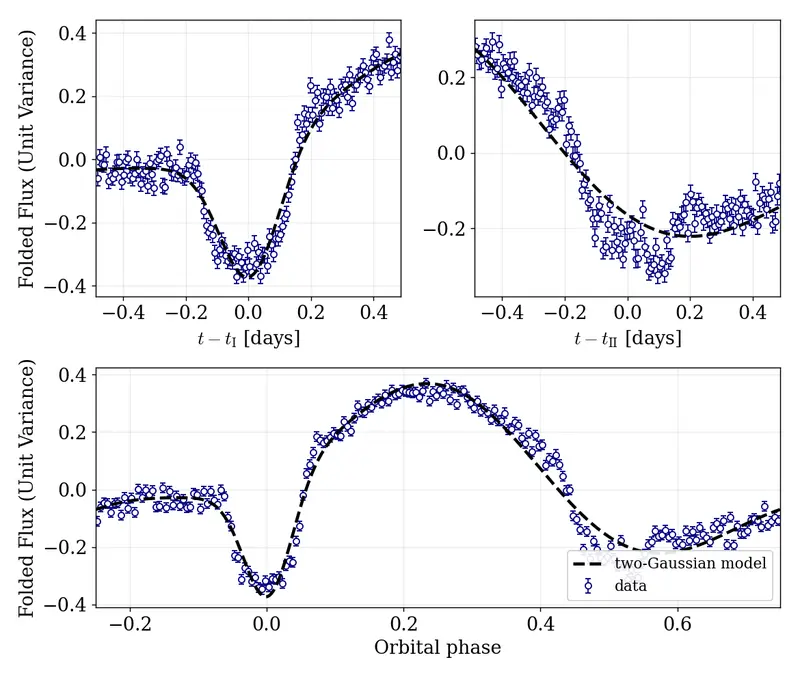 Folded Flux (Unit Variance)
0.4
0.2
0.0
−0.2
−0.4
−0.4 −0.2 0.0 0.2 0.4
t − t_I [days]
0.2
0.0
−0.2
−0.4 −0.2 0.0 0.2 0.4
t − t_II [days]
Folded Flux (Unit Variance)
0.4
0.2
0.0
−0.2
−0.4
two-Gaussian model
data
−0.2 0.0 0.2 0.4 0.6
Orbital phase